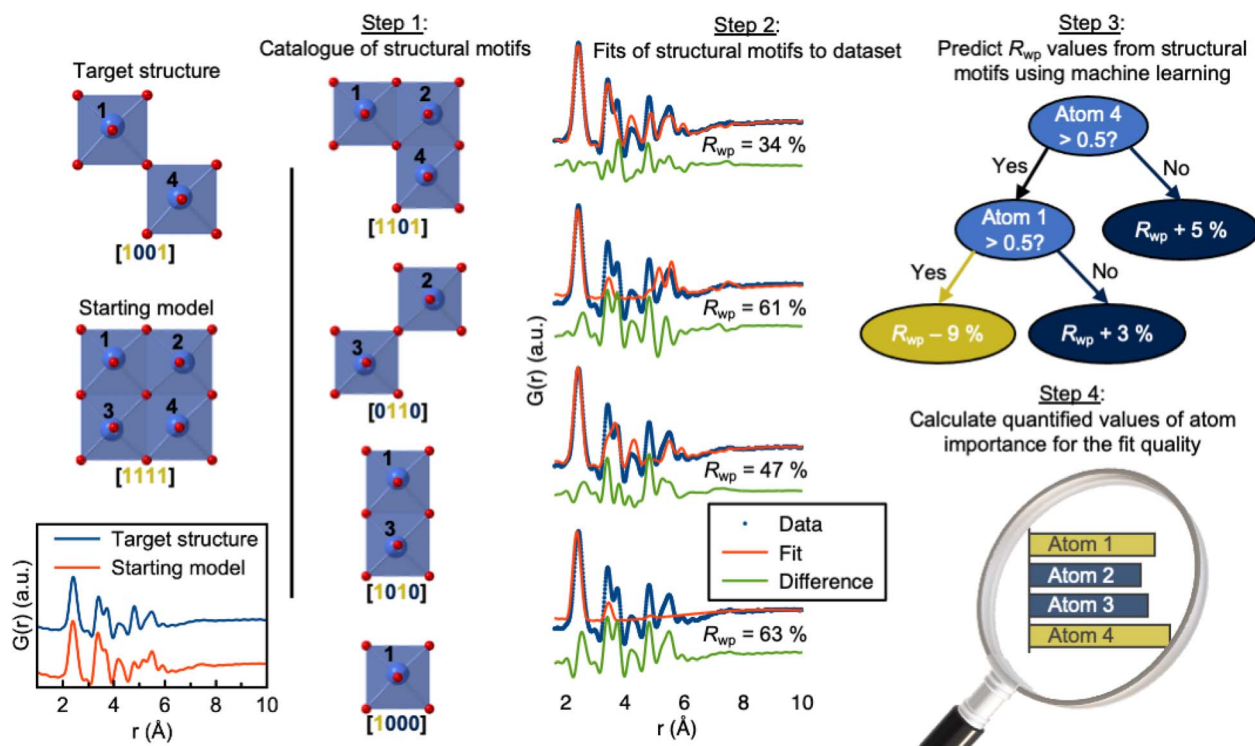 Target structure
1
4
[1001]
Starting model
1
2
3
4
[1111]
G(r) (a.u.)
Target structure
Starting model
2
4
6
8
10
r (Å)
Step 1:
Catalogue of structural motifs
1
2
4
[1101]
2
3
[0110]
1
3
[1010]
1
[1000]
Step 2:
Fits of structural motifs to dataset
Rwp = 34 %
Rwp = 61 %
Rwp = 47 %
Rwp = 63 %
G(r) (a.u.)
Data
Fit
Difference
2
4
6
8
10
r (Å)
Step 3:
Predict Rwp values from structural
motifs using machine learning
Atom 4
> 0.5?
Yes
No
Atom 1
> 0.5?
Rwp + 5 %
Yes
No
Rwp – 9 %
Rwp + 3 %
Step 4:
Calculate quantified values of atom
importance for the fit quality
Atom 1
Atom 2
Atom 3
Atom 4